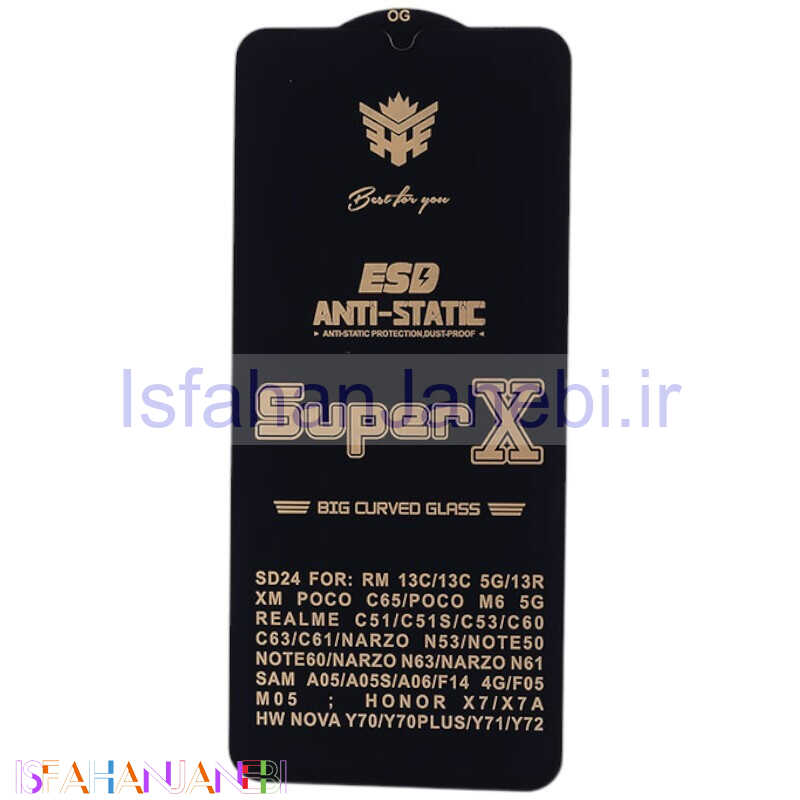 OG
Best for you
ESD
ANTI-STATIC
ANTI-STATIC PROTECTION,DUST-PROOF
IsfahanJanebi.ir
Super X
BIG CURVED GLASS
SD24 FOR: RM 13C/13C 5G/13R
XM POCO C65/POCO M6 5G
REALME C51/C51S/C53/C60
C63/C61/NARZO N53/NOTE50
NOTE60/NARZO N63/NARZO N61
SAM A05/A05S/A06/F14 4G/F05
M05 ; HONOR X7/X7A
HW NOVA Y70/Y70PLUS/Y71/Y72
ISFAHANJANEBI